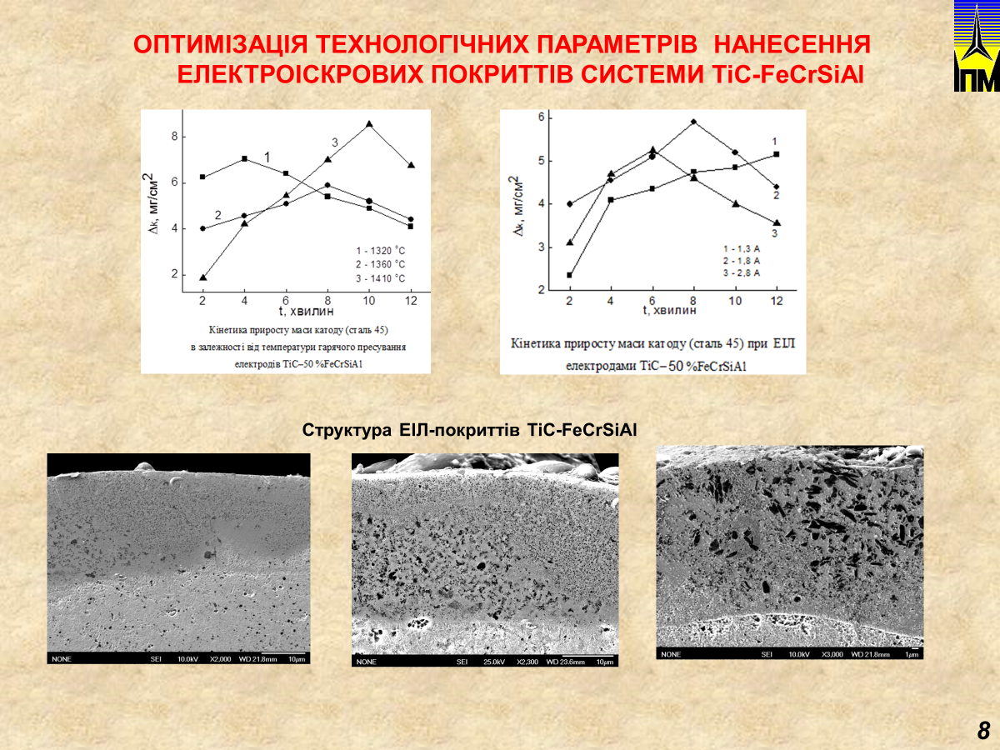 ОПТИМІЗАЦІЯ ТЕХНОЛОГІЧНИХ ПАРАМЕТРІВ НАНЕСЕННЯ
ЕЛЕКТРОІСКРОВИХ ПОКРИТТІВ СИСТЕМИ TiC-FeCrSiAl
ІПМ
8
6
4
2
Δк, мг/см2
1
2
3
1 - 1320 °C
2 - 1360 °C
3 - 1410 °C
2 4 6 8 10 12
t, хвилин
Кінетика приросту маси катоду (сталь 45)
в залежності від температури гарячого пресування
електродів TiC–50 %FeCrSiAl
6
5
4
3
2
Δк, мг/см2
1
2
3
1 - 1,3 А
2 - 1,8 А
3 - 2,8 А
2 4 6 8 10 12
t, хвилин
Кінетика приросту маси катоду (сталь 45) при ЕІЛ
електродами TiC–50 %FeCrSiAl
Структура ЕІЛ-покриттів TiC-FeCrSiAl
NONE SEI 10.0kV X2,000 WD 21.8mm 10μm
NONE SEI 25.0kV X2,300 WD 23.6mm 10μm
NONE SEI 10.0kV X3,000 WD 21.8mm 1μm
8